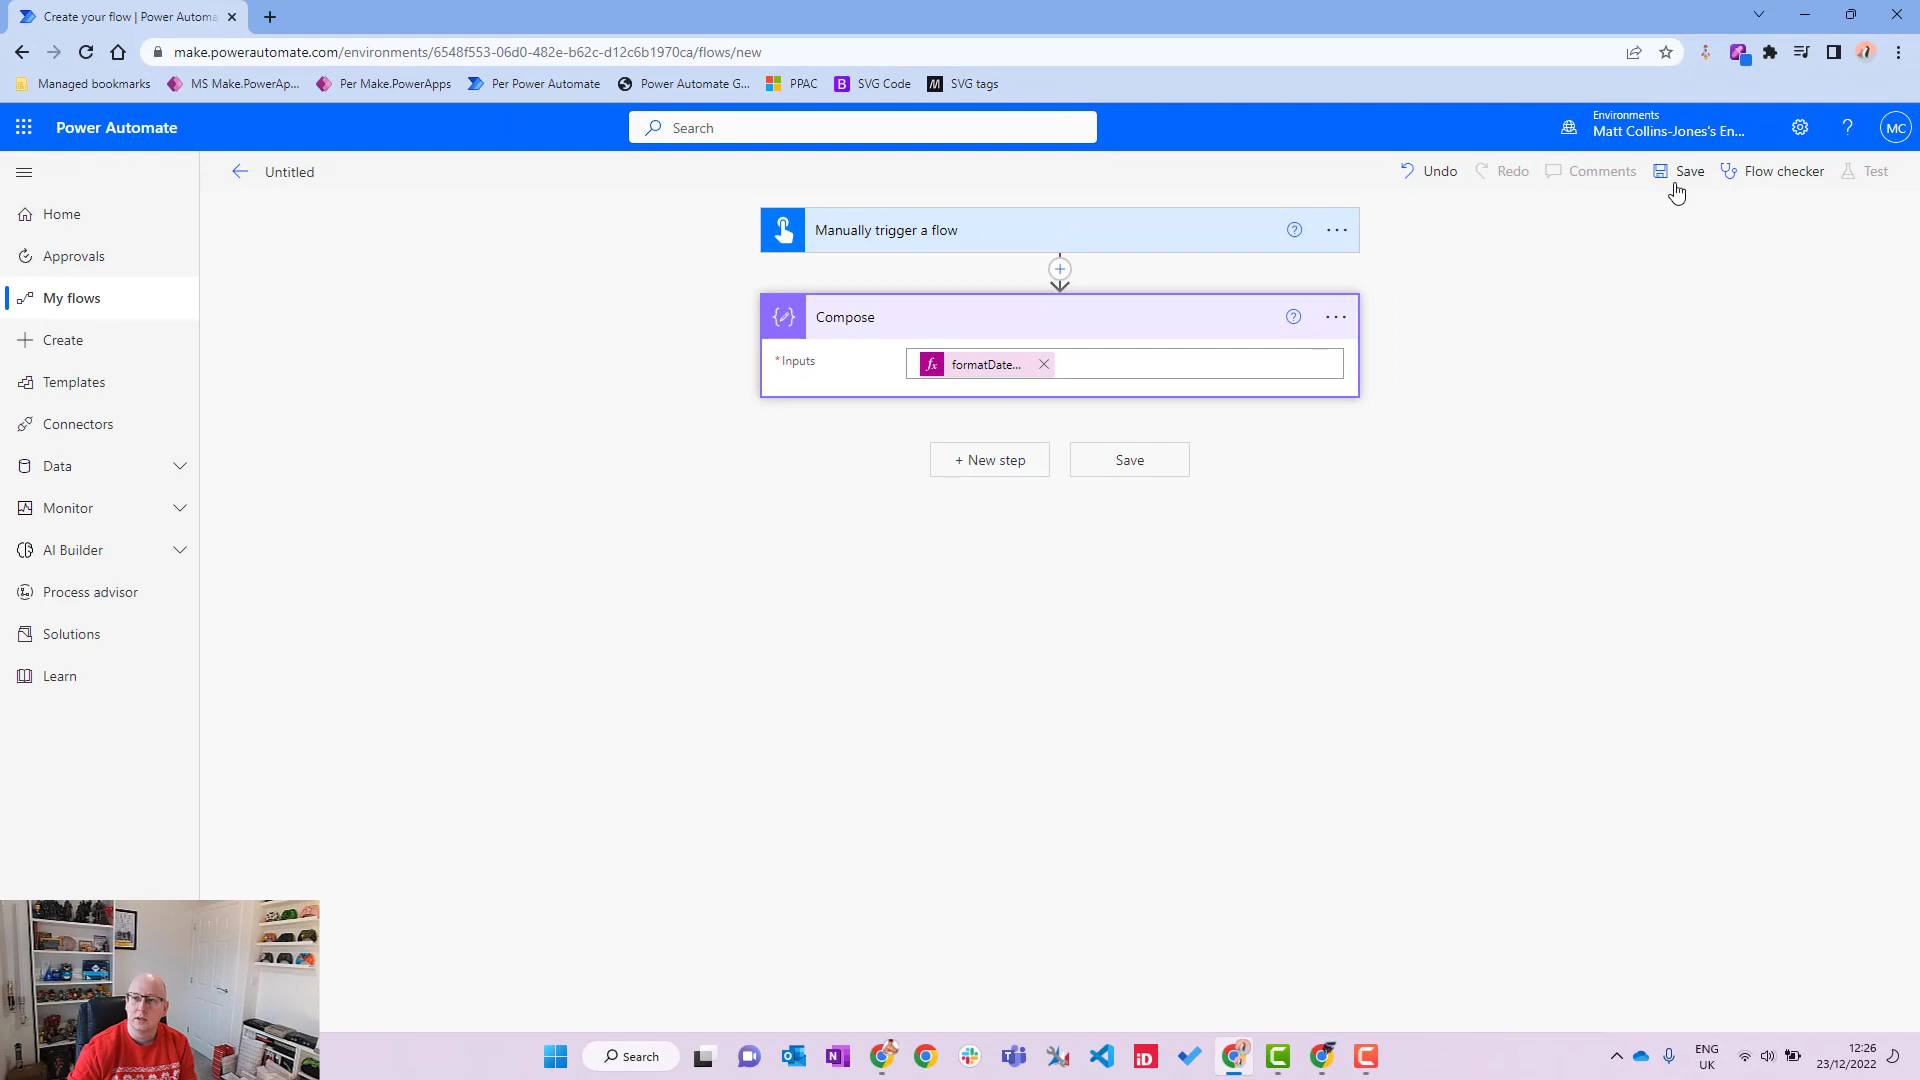 Create your flow | Power Automa
make.powerautomate.com/environments/6548f553-06d0-482e-b62c-d12c6b1970ca/flows/new
Managed bookmarks
MS Make.PowerAp...
Per Make.PowerApps
Per Power Automate
Power Automate G...
PPAC
SVG Code
SVG tags
Power Automate
Search
Environments
Matt Collins-Jones's En...
MC
Untitled
Undo
Redo
Comments
Save
Flow checker
Test
Home
Approvals
My flows
Create
Templates
Connectors
Data
Monitor
AI Builder
Process advisor
Solutions
Learn
Manually trigger a flow
Compose
*Inputs
fx formatDate...
+ New step
Save
Search
ENG
UK
12:26
23/12/2022